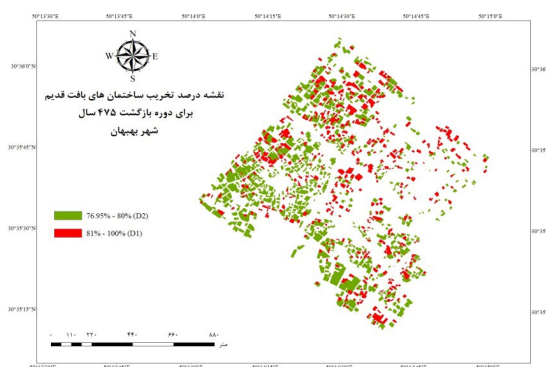 50°13'30"E 50°13'45"E 50°14'0"E 50°14'15"E 50°14'30"E 50°14'45"E 50°15'0"E
N
W E
S
30°36'0"N
نقشه درصد تخریب ساختمان های بافت قدیم
برای دوره بازگشت ۴۷۵ سال
شهر بهبهان
30°35'45"N
76.95% - 80% (D2)
30°35'30"N
81% - 100% (D1)
30°35'15"N
۰ ۱۱۰ ۲۲۰ ۴۴۰ ۶۶۰ ۸۸۰
متر